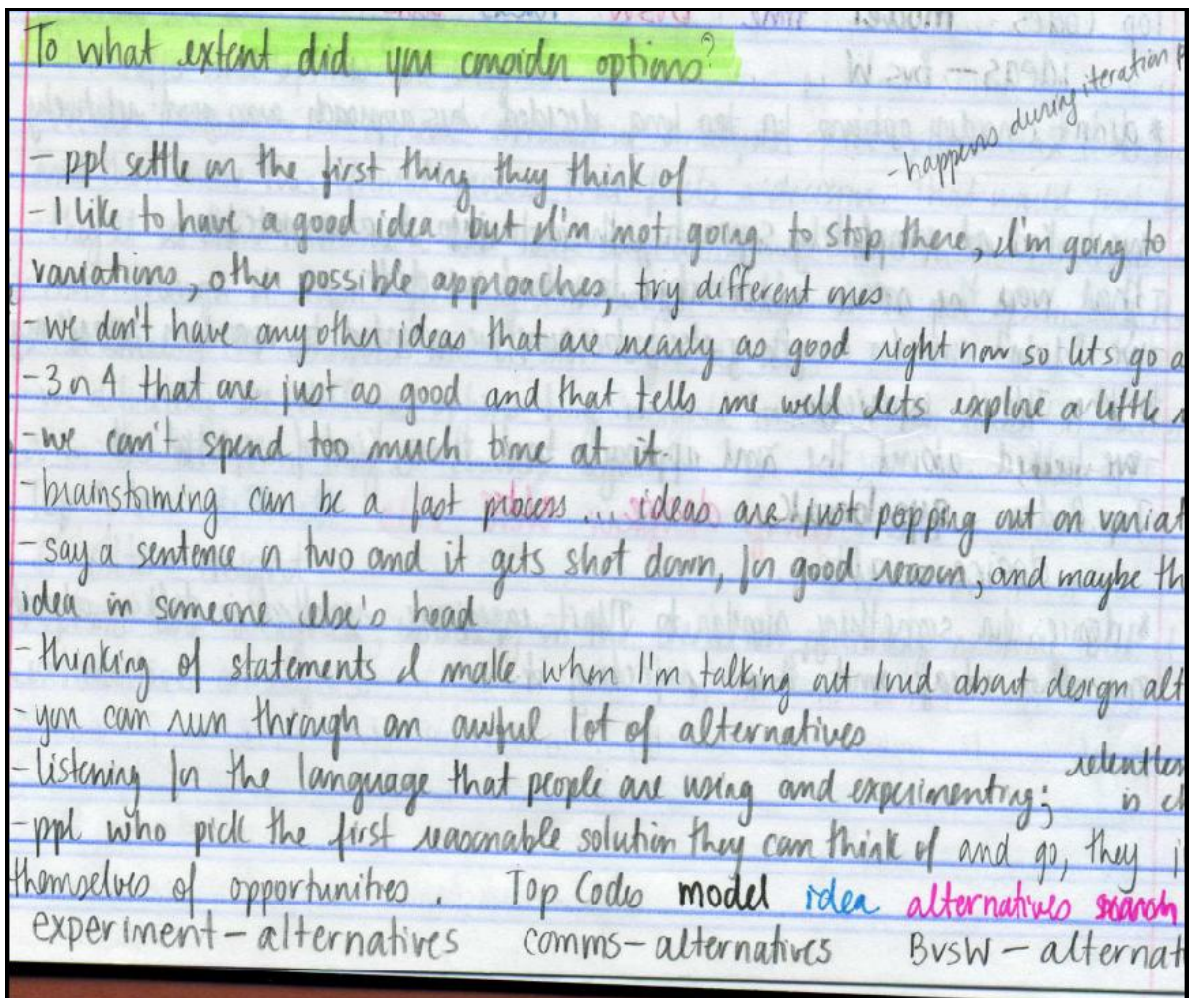 To what extent did you consider options?
- happens during iteration
- ppl settle on the first thing they think of
- I like to have a good idea but I'm not going to stop there, I'm going to
variations, other possible approaches, try different ones
- we don't have any other ideas that are nearly as good right now so lets go a
- 3 or 4 that are just as good and that tells me well lets explore a little
- we can't spend too much time at it.
- brainstorming can be a fast process... ideas are just popping out on variat
- say a sentence or two and it gets shot down, for good reason, and maybe th
idea in someone else's head
- thinking of statements I make when I'm talking out loud about design alt
- you can run through an awful lot of alternatives
relentles
- listening for the language that people are using and experimenting; is cl
- ppl who pick the first reasonable solution they can think of and go, they
themselves of opportunities. Top Codes model idea alternatives search
experiment - alternatives comms - alternatives BvsW - alternat